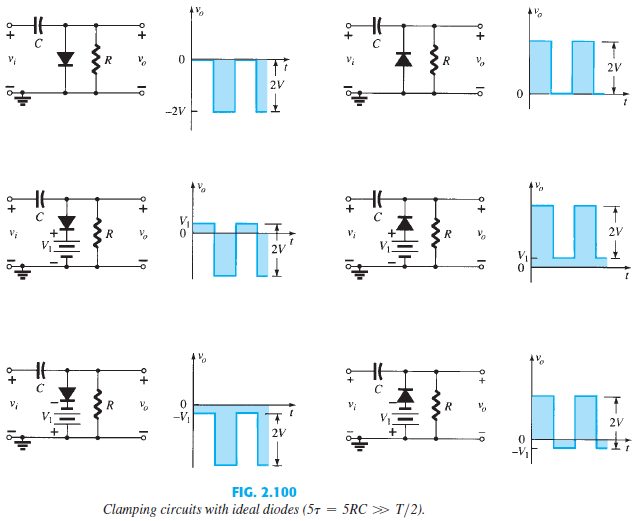 v_o
v_o
+ C + 0 t + C +
v_i R v_o 2V v_i R v_o 2V
− − −2V − − 0 t
v_o
v_o
+ C + V_1 + C +
v_i + R v_o 0 t v_i + R v_o 2V
V_1 2V V_1 V_1
− − − − − − 0 t
v_o
v_o
+ C + 0 t + C +
v_i − R v_o −V_1 v_i − R v_o 2V
V_1 2V V_1 0
− + − − + − −V_1 t
FIG. 2.100
Clamping circuits with ideal diodes (5τ = 5RC >> T/2).